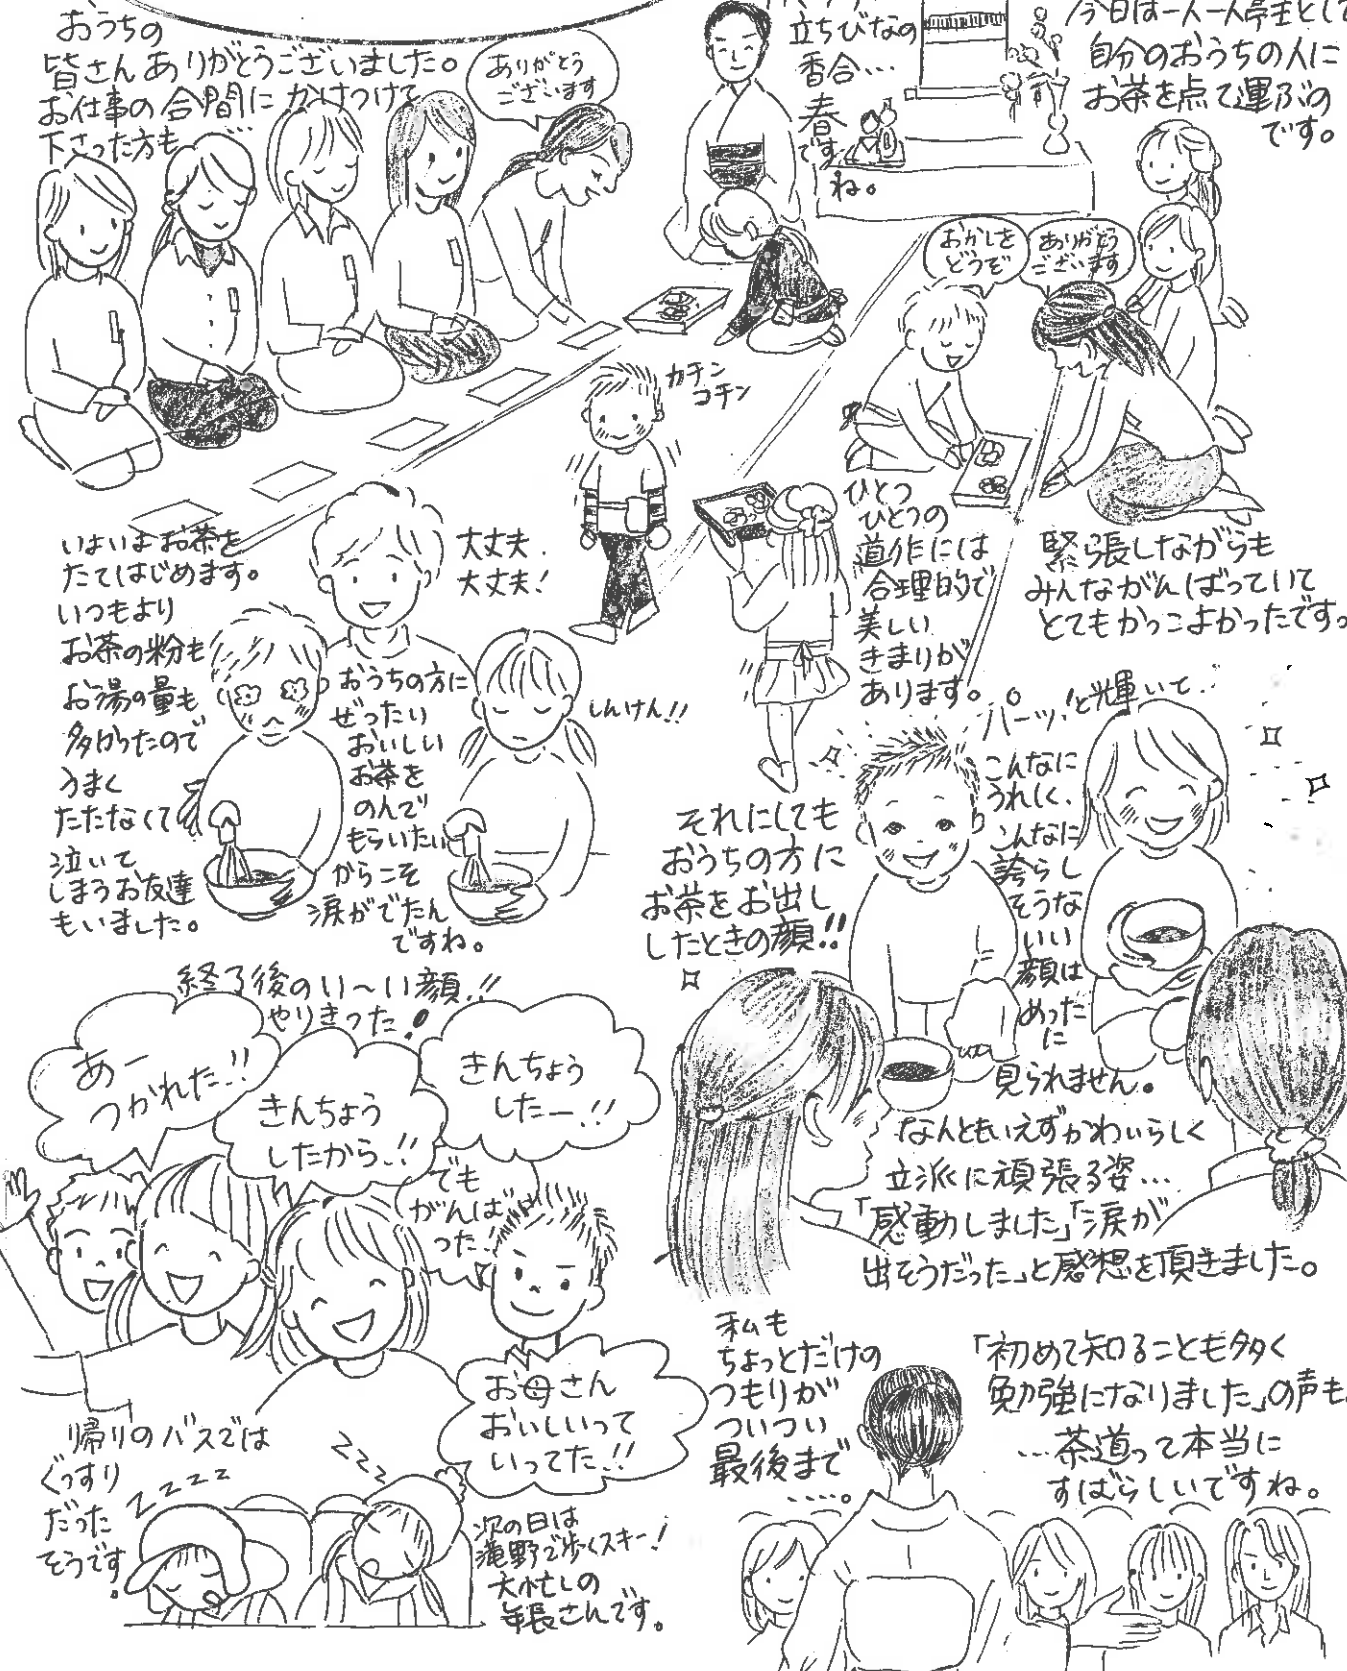 おうちの
皆さんありがとうございました。
お仕事の合間にかけつけて
下さった方も…
ありがとう
ございます
立ちびなの
香合…
春
です
ね。
今日は一人一人亭主として
自分のおうちの人に
お茶を点て運ぶの
です。
おかしを
どうぞ
ありがとう
ございます
カチン
コチン
ひとつ
ひとつの
道作には
合理的で
美しい
きまりが
あります。
緊張しながらも
みんながんばっていて
とてもかっこよかったですっ
いよいよお茶を
たてはじめます。
いつもより
お茶の粉も
お湯の量も
多かったので
うまく
たたなくて
泣いて
しまうお友達
もいました。
大丈夫.
大丈夫!
おうちの方に
ぜったい
おいしい
お茶を
のんで
もらいたい
からこそ
涙がでたん
ですね。
しんけん!!
それにしても
おうちの方に
お茶をお出し
したときの顔!!
パーッ!と輝いて..
こんなに
うれしく、
こんなに
誇らし
そうな
いい
顔は
めった
に
見られません。
なんともいえずかわいらしく
立派に頑張る姿…
「感動しました」「涙が
出そうだった」と感想を頂きました。
終了後のい〜い顔!!
やりきった!
あー
つかれた!!
きんちょう
したから!!
きんちょう
したー!!
でも
がんばった
った!
お母さん
おいしいって
いってた!!
帰りのバスでは
ぐっすり
だった
そうです。
zzzz
zzz
次の日は
滝野で歩くスキー!
大忙しの
年長さんです。
私も
ちょっとだけの
つもりが
ついつい
最後まで
・・・・。
「初めて知ることも多く
勉強になりました」の声も
…茶道って本当に
すばらしいですね。